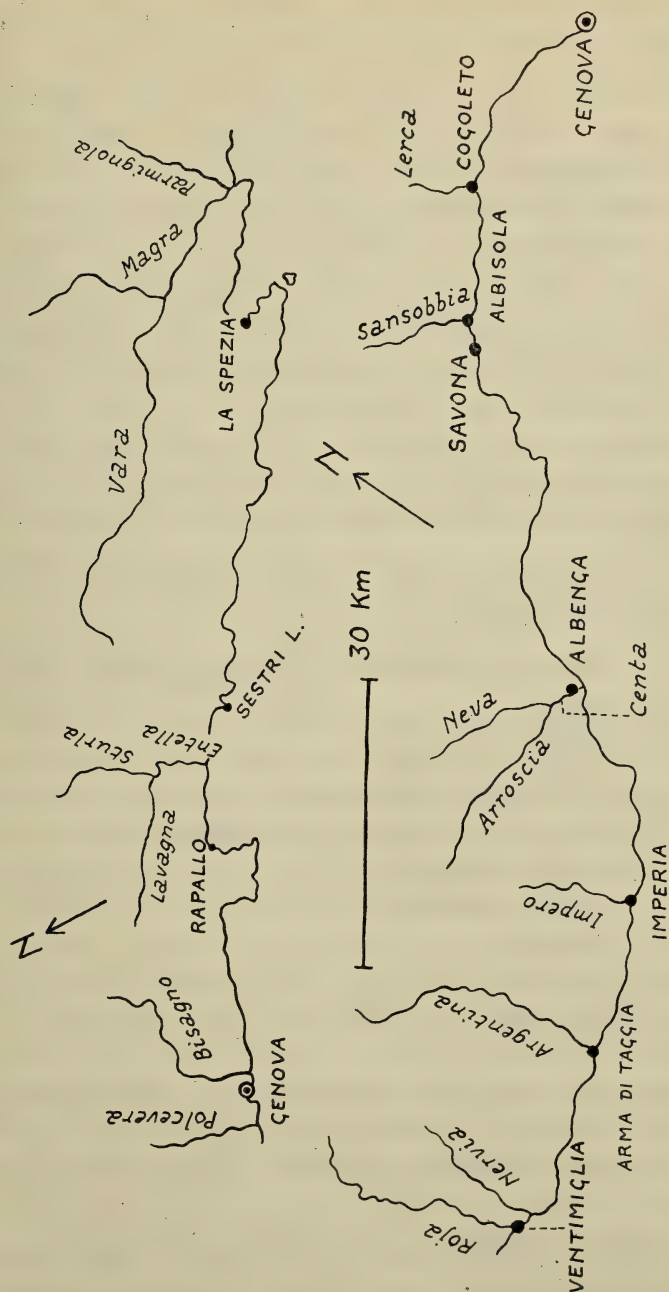 Parmignola
Magra
Vara
LA SPEZIA
SESTRI L.
Entella
Sturla
Lavagna
RAPALLO
N
Bisagno
Polcevera
GENOVA
30 Km
N
GENOVA
COGOLETO
Lerca
ALBISOLA
Sansobbia
SAVONA
ALBENGA
Centa
Neva
Arroscia
IMPERIA
Impero
Argentina
ARMA DI TAGGIA
Nervia
Roja
VENTIMIGLIA